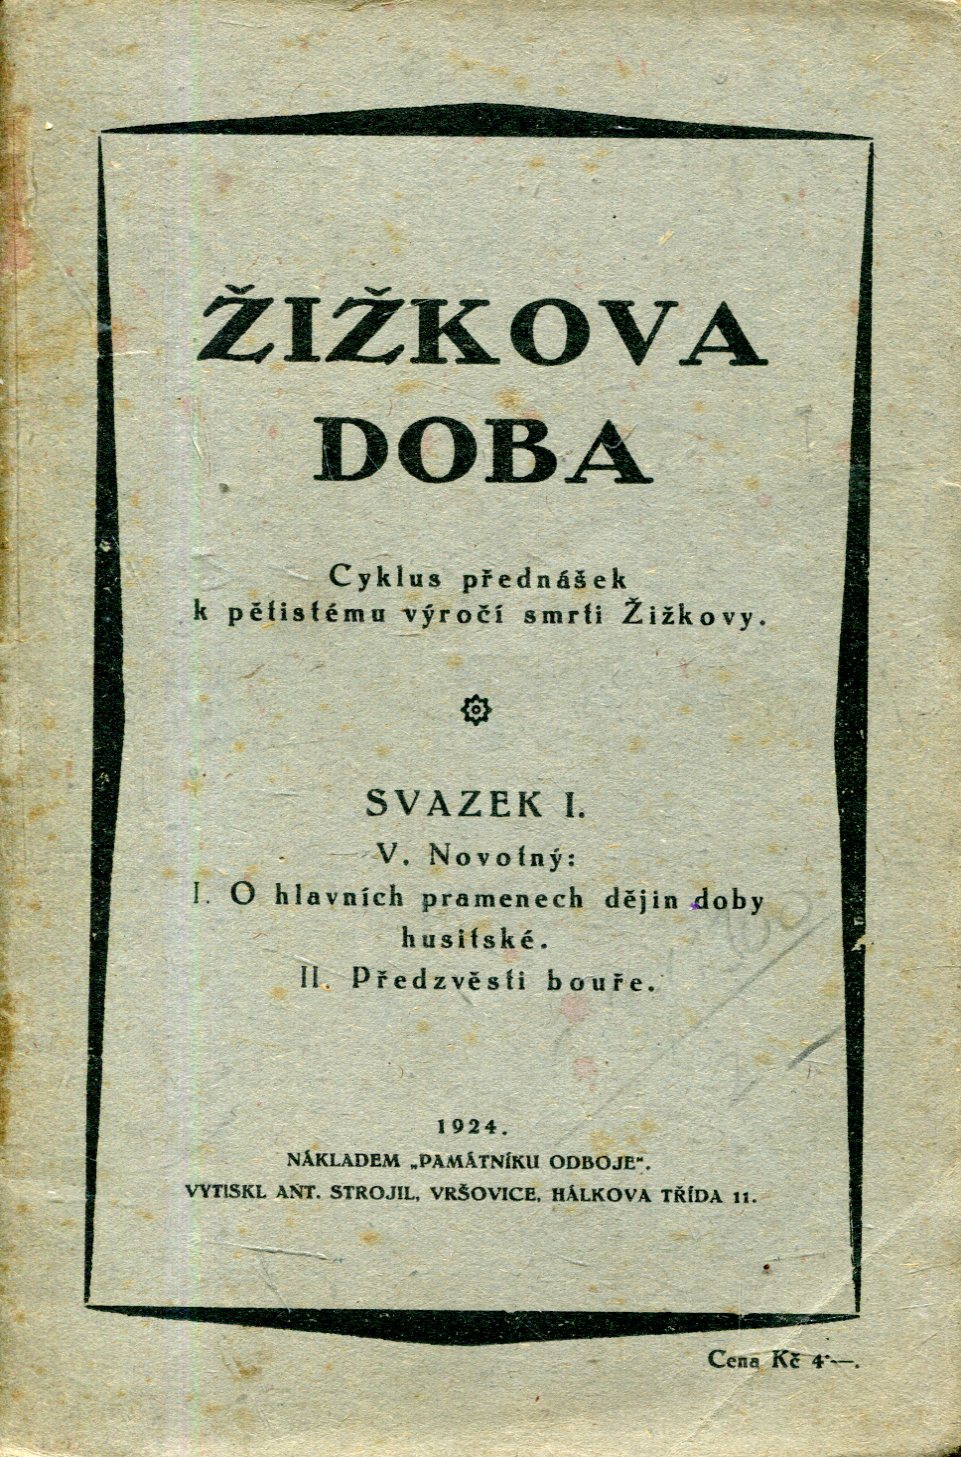 ŽIŽKOVA
DOBA
Cyklus přednášek
k pětistému výročí smrti Žižkovy.
SVAZEK I.
V. Novotný:
I. O hlavních pramenech dějin doby
husitské.
II. Předzvěsti bouře.
1924.
NÁKLADEM „PAMÁTNÍKU ODBOJE“.
VYTISKL ANT. STROJIL, VRŠOVICE, HÁLKOVA TŘÍDA 11.
Cena Kč 4·—.